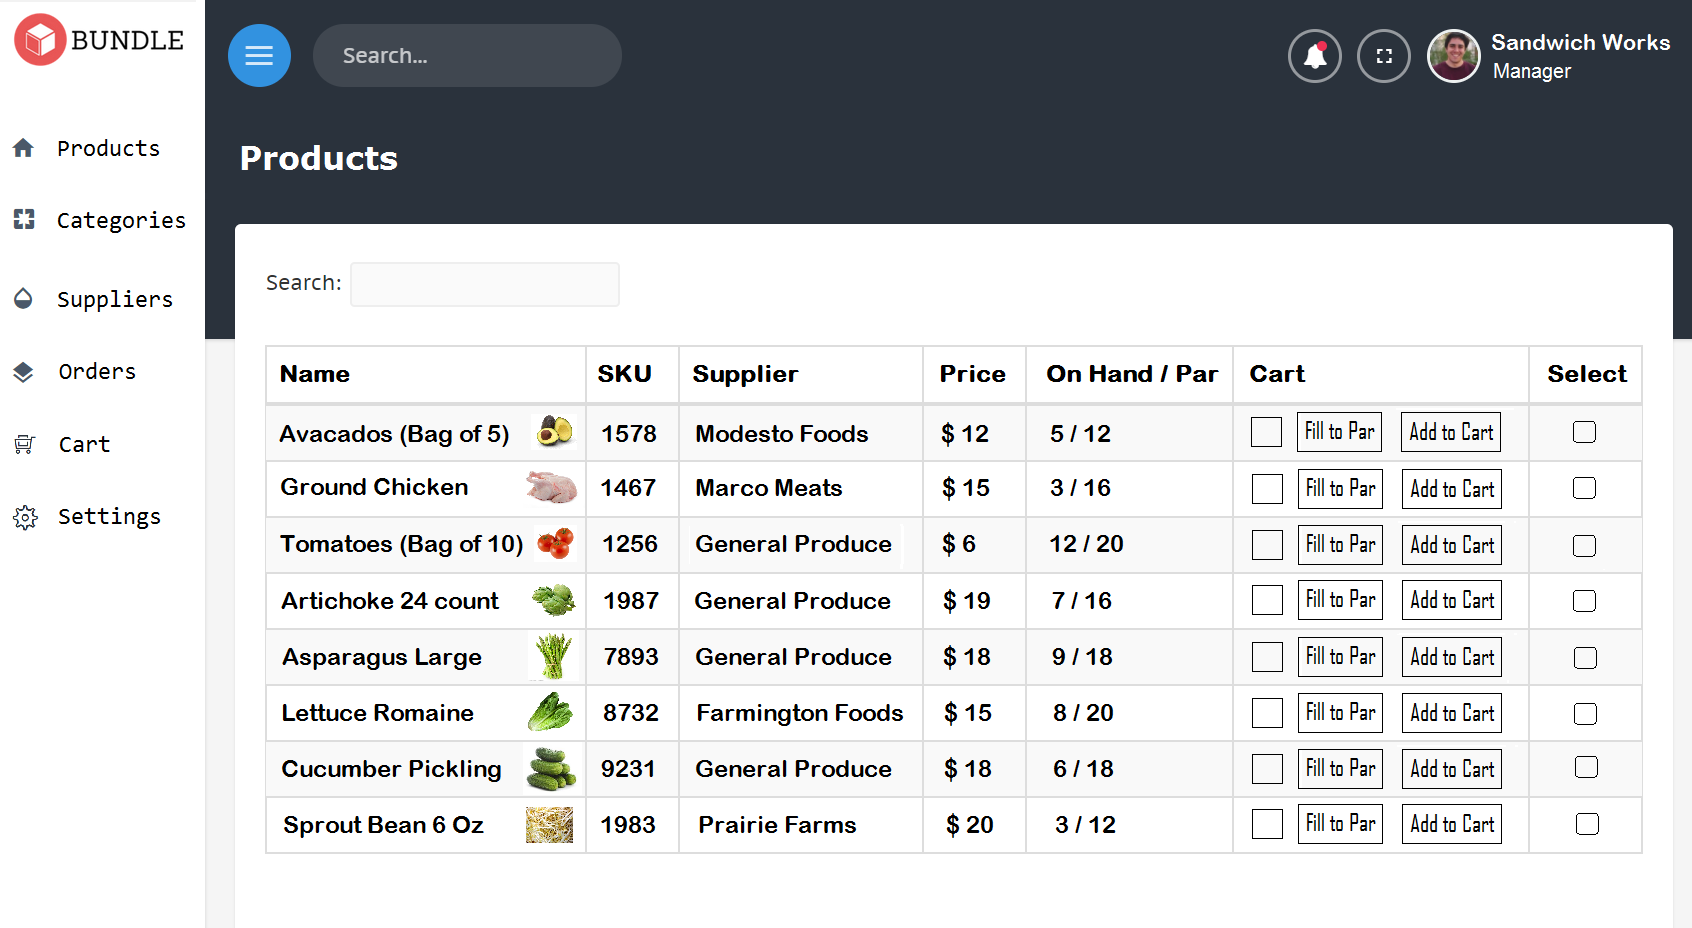 BUNDLE
Search...
Sandwich Works
Manager
Products
Categories
Suppliers
Orders
Cart
Settings
Products
Search:
Name SKU Supplier Price On Hand / Par Cart Select
Avacados (Bag of 5) 1578 Modesto Foods $ 12 5 / 12 Fill to Par Add to Cart
Ground Chicken 1467 Marco Meats $ 15 3 / 16 Fill to Par Add to Cart
Tomatoes (Bag of 10) 1256 General Produce $ 6 12 / 20 Fill to Par Add to Cart
Artichoke 24 count 1987 General Produce $ 19 7 / 16 Fill to Par Add to Cart
Asparagus Large 7893 General Produce $ 18 9 / 18 Fill to Par Add to Cart
Lettuce Romaine 8732 Farmington Foods $ 15 8 / 20 Fill to Par Add to Cart
Cucumber Pickling 9231 General Produce $ 18 6 / 18 Fill to Par Add to Cart
Sprout Bean 6 Oz 1983 Prairie Farms $ 20 3 / 12 Fill to Par Add to Cart